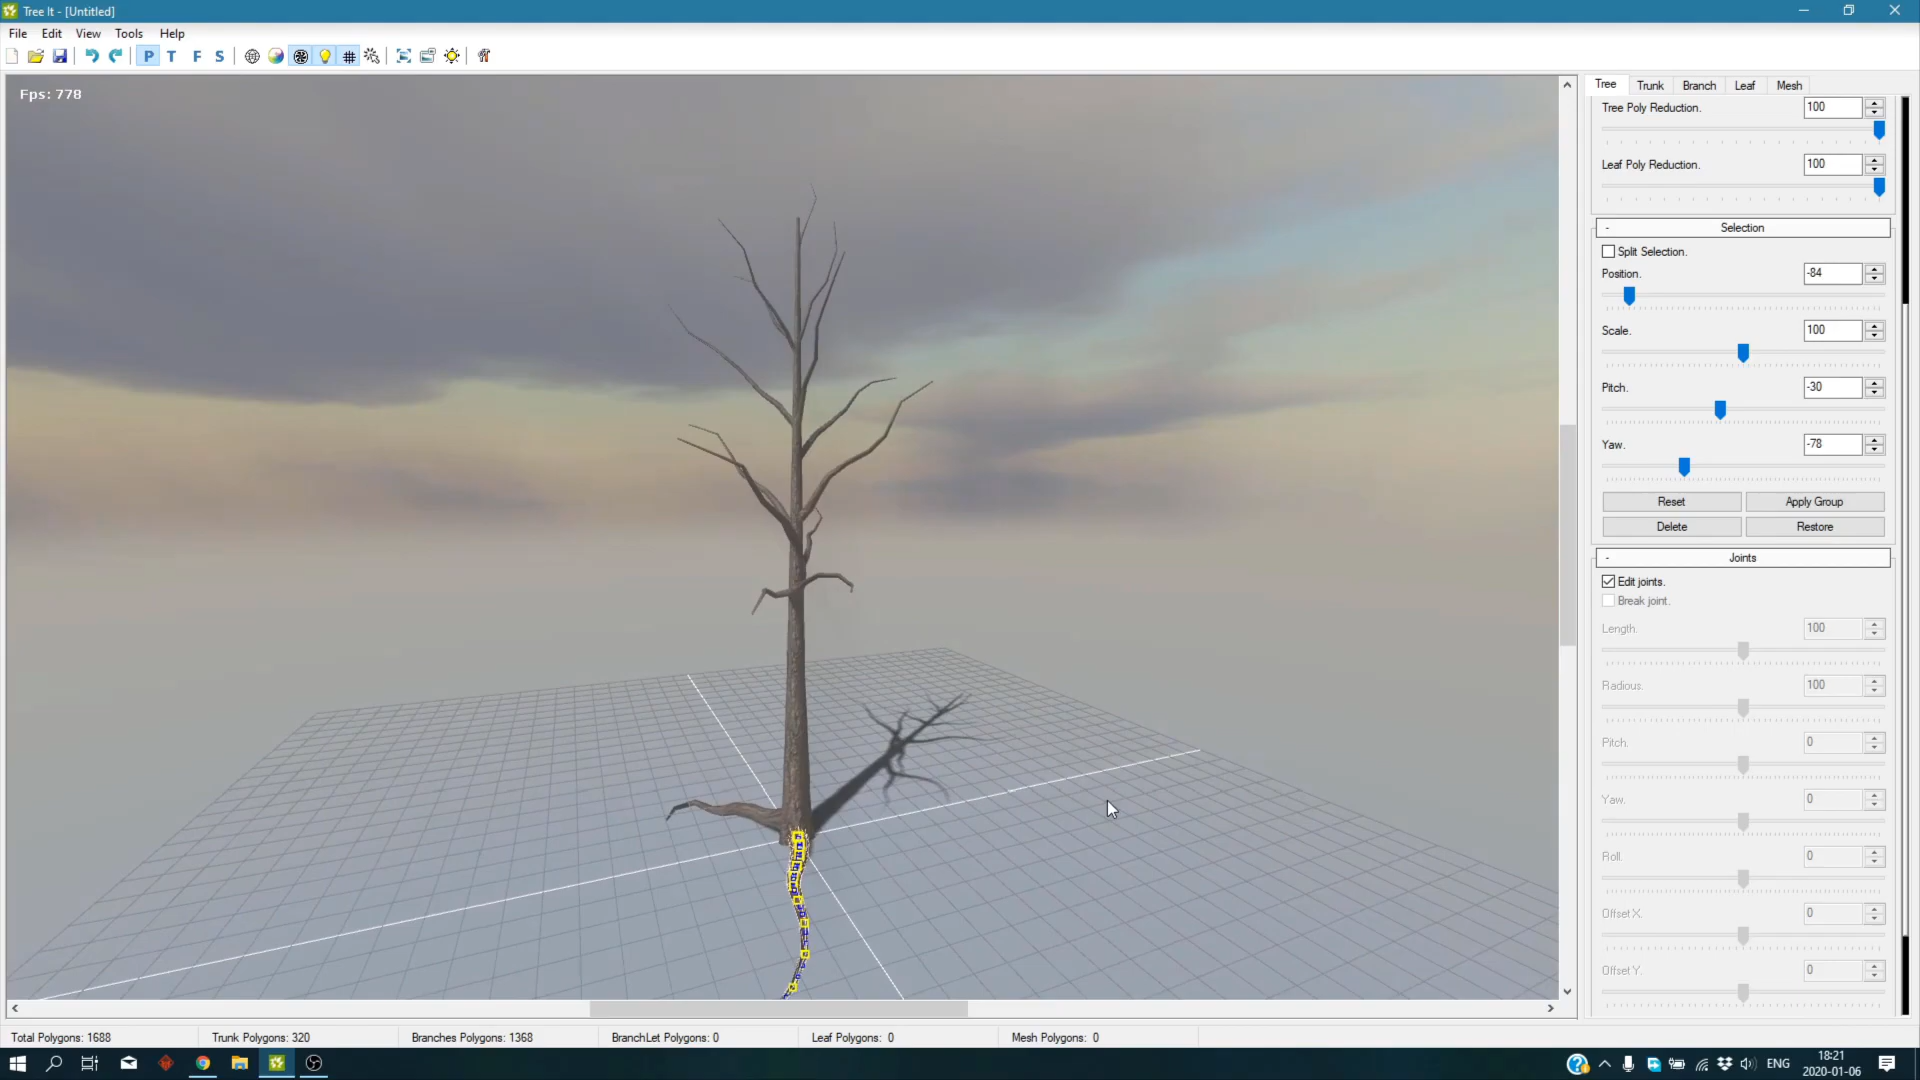 Tree It - [Untitled]
File Edit View Tools Help
P T F S
Fps: 778
Tree Trunk Branch Leaf Mesh
Tree Poly Reduction. 100
Leaf Poly Reduction. 100
- Selection
Split Selection.
Position. -84
Scale. 100
Pitch. -30
Yaw. -78
Reset Apply Group
Delete Restore
- Joints
Edit joints.
Break joint.
Length. 100
Radious. 100
Pitch. 0
Yaw. 0
Roll. 0
Offset X. 0
Offset Y. 0
Total Polygons: 1688 Trunk Polygons: 320 Branches Polygons: 1368 BranchLet Polygons: 0 Leaf Polygons: 0 Mesh Polygons: 0
ENG
18:21
2020-01-06